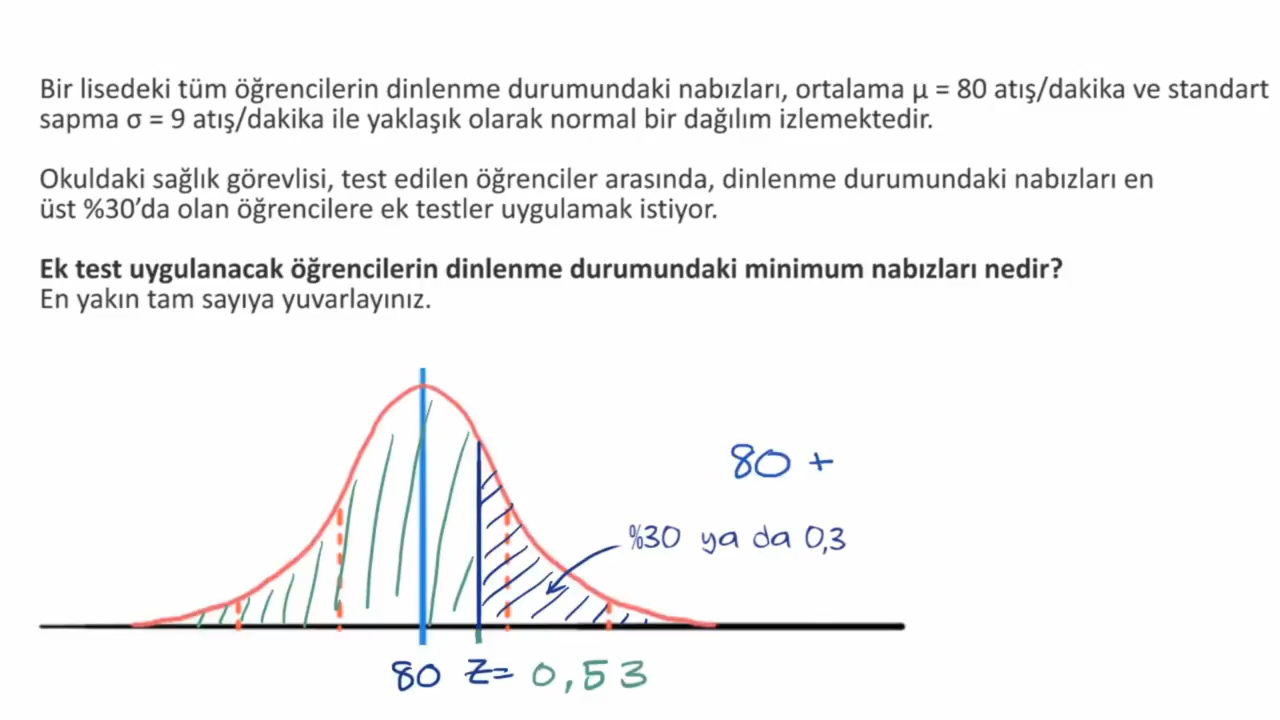 Bir lisedeki tüm öğrencilerin dinlenme durumundaki nabızları, ortalama μ = 80 atış/dakika ve standart
sapma σ = 9 atış/dakika ile yaklaşık olarak normal bir dağılım izlemektedir.
Okuldaki sağlık görevlisi, test edilen öğrenciler arasında, dinlenme durumundaki nabızları en
üst %30’da olan öğrencilere ek testler uygulamak istiyor.
Ek test uygulanacak öğrencilerin dinlenme durumundaki minimum nabızları nedir?
En yakın tam sayıya yuvarlayınız.
80 +
%30 ya da 0,3
80 z= 0,53